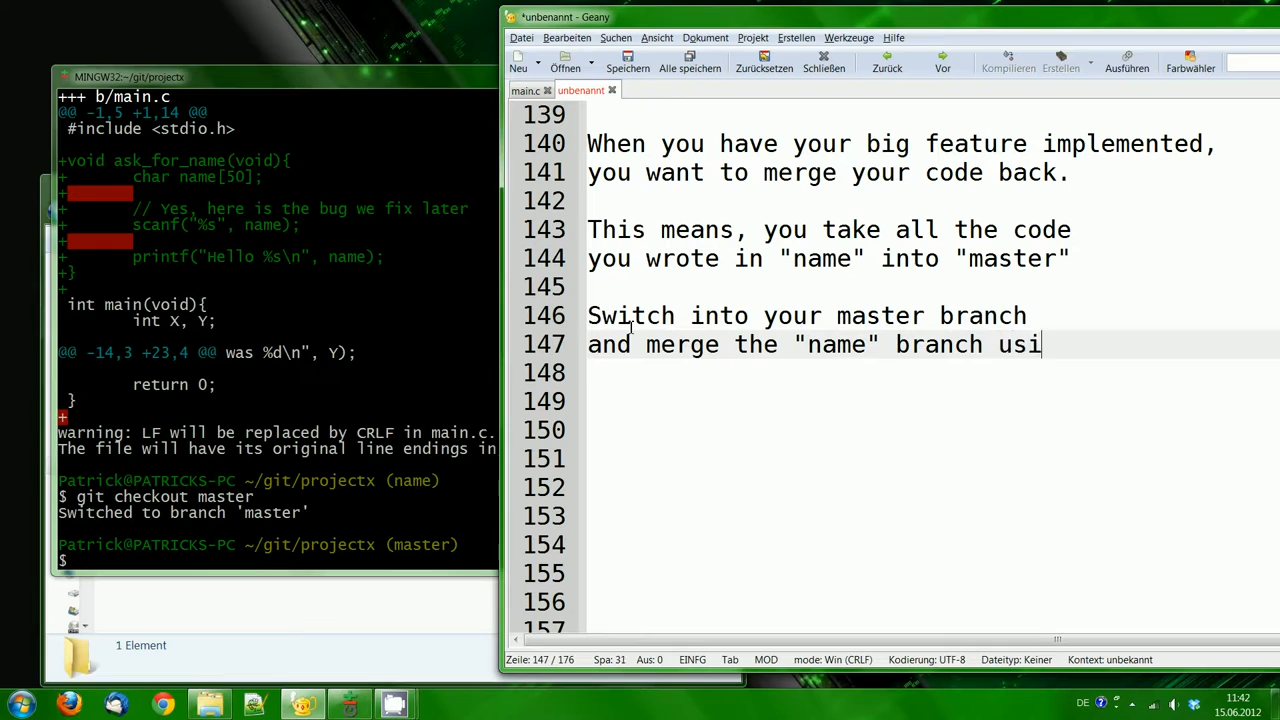 *unbenannt - Geany
Datei Bearbeiten Suchen Ansicht Dokument Projekt Erstellen Werkzeuge Hilfe
Neu Öffnen Speichern Alle speichern Zurücksetzen Schließen Zurück Vor Kompilieren Erstellen Ausführen Farbwähler
main.c unbenannt
139
140 When you have your big feature implemented,
141 you want to merge your code back.
142
143 This means, you take all the code
144 you wrote in "name" into "master"
145
146 Switch into your master branch
147 and merge the "name" branch usi
148
149
150
151
152
153
154
155
156
157
Zeile: 147 / 176 Spa: 31 Aus: 0 EINFG Tab MOD mode: Win (CRLF) Kodierung: UTF-8 Dateityp: Keiner Kontext: unbekannt
MINGW32:~/git/projectx
+++ b/main.c
@@ -1,5 +1,14 @@
#include <stdio.h>
+void ask_for_name(void){
+ char name[50];
+
+ // Yes, here is the bug we fix later
+ scanf("%s", name);
+
+ printf("Hello %s\n", name);
+}
+
int main(void){
int X, Y;
@@ -14,3 +23,4 @@ was %d\n", Y);
return 0;
}
+
warning: LF will be replaced by CRLF in main.c.
The file will have its original line endings in
Patrick@PATRICKS-PC ~/git/projectx (name)
$ git checkout master
Switched to branch 'master'
Patrick@PATRICKS-PC ~/git/projectx (master)
$
1 Element
DE
11:42
15.06.2012